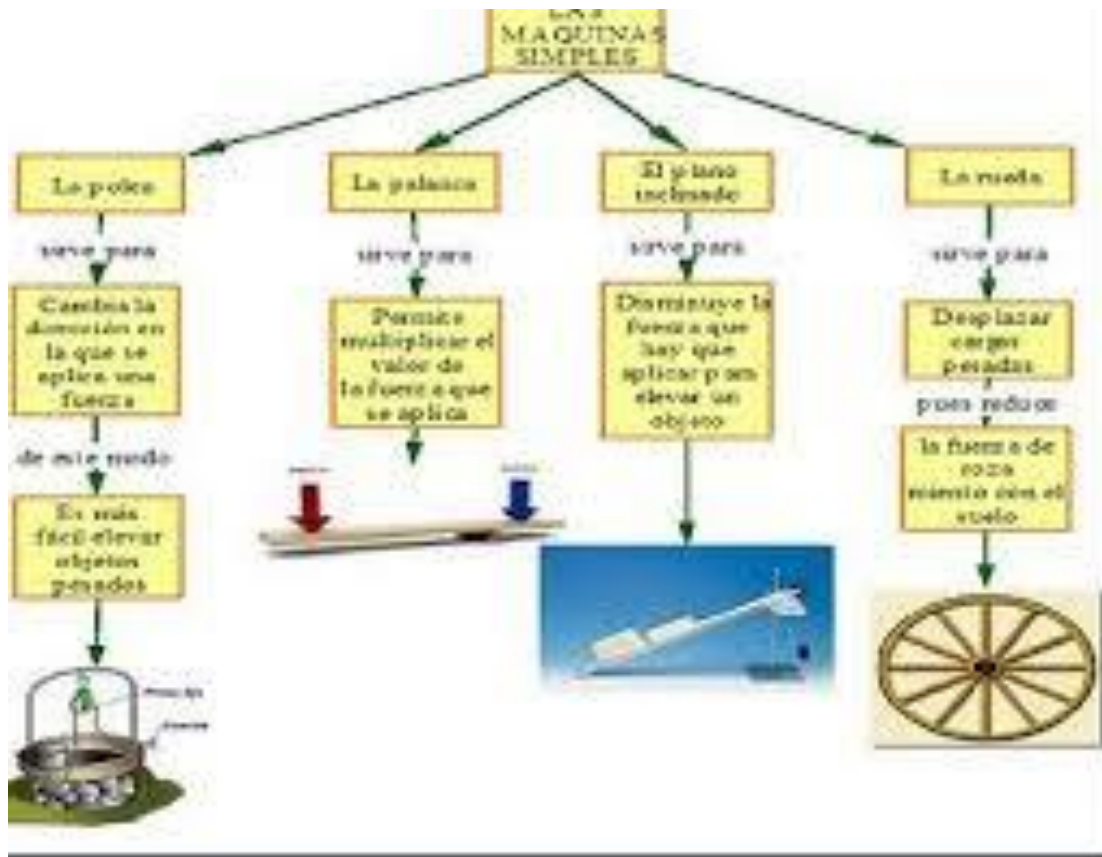 LAS
MAQUINAS
SIMPLES
La polea
La palanca
El plano
inclinado
La rueda
sirve para
sirve para
sirve para
sirve para
Cambia la
dirección en
la que se
aplica una
fuerza
Permite
multiplicar el
valor de
la fuerza que
se aplica
Disminuye la
fuerza que
hay que
aplicar para
elevar un
objeto
Desplazar
cargas
pesadas
de este modo
pues reduce
Es más
fácil elevar
objetos
pesados
la fuerza de
roza
miento con el
suelo